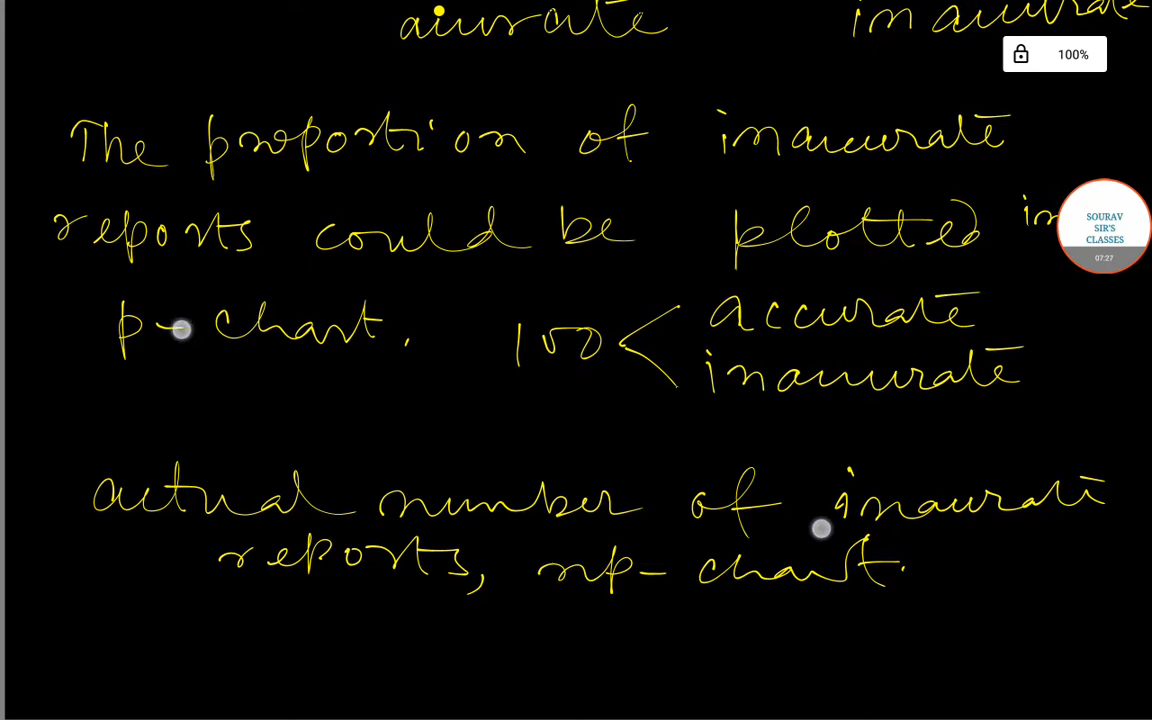 accurate inaccurate
100%
The proportion of inaccurate
reports could be plotted in
SOURAV
SIR'S
CLASSES
07:27
p-chart. 100 < accurate
inaccurate
actual number of inaurati
reports, np-chart.